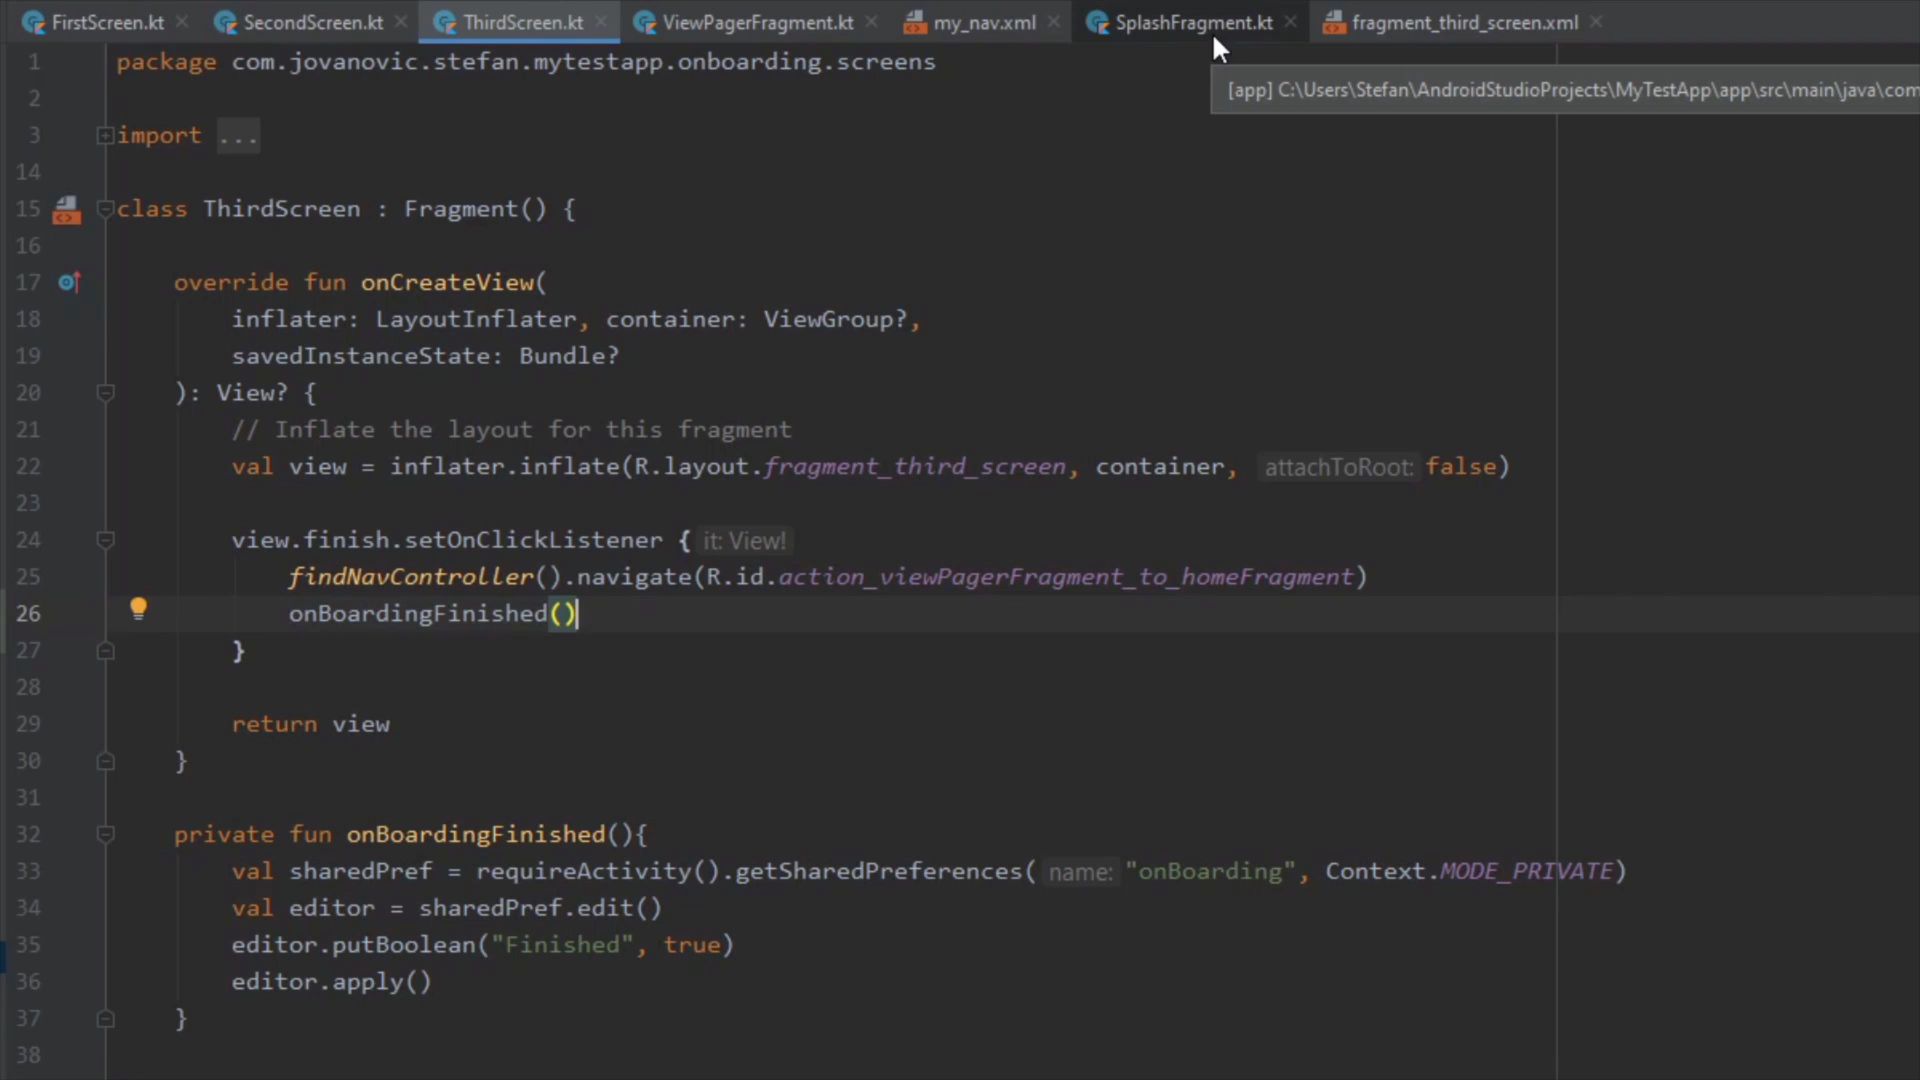 FirstScreen.kt SecondScreen.kt ThirdScreen.kt ViewPagerFragment.kt my_nav.xml SplashFragment.kt fragment_third_screen.xml
1 package com.jovanovic.stefan.mytestapp.onboarding.screens
[app] C:\Users\Stefan\AndroidStudioProjects\MyTestApp\app\src\main\java\com
2
3 import ...
14
15 class ThirdScreen : Fragment() {
16
17 override fun onCreateView(
18 inflater: LayoutInflater, container: ViewGroup?,
19 savedInstanceState: Bundle?
20 ): View? {
21 // Inflate the layout for this fragment
22 val view = inflater.inflate(R.layout.fragment_third_screen, container, attachToRoot: false)
23
24 view.finish.setOnClickListener { it: View!
25 findNavController().navigate(R.id.action_viewPagerFragment_to_homeFragment)
26 onBoardingFinished()
27 }
28
29 return view
30 }
31
32 private fun onBoardingFinished(){
33 val sharedPref = requireActivity().getSharedPreferences( name: "onBoarding", Context.MODE_PRIVATE)
34 val editor = sharedPref.edit()
35 editor.putBoolean("Finished", true)
36 editor.apply()
37 }
38